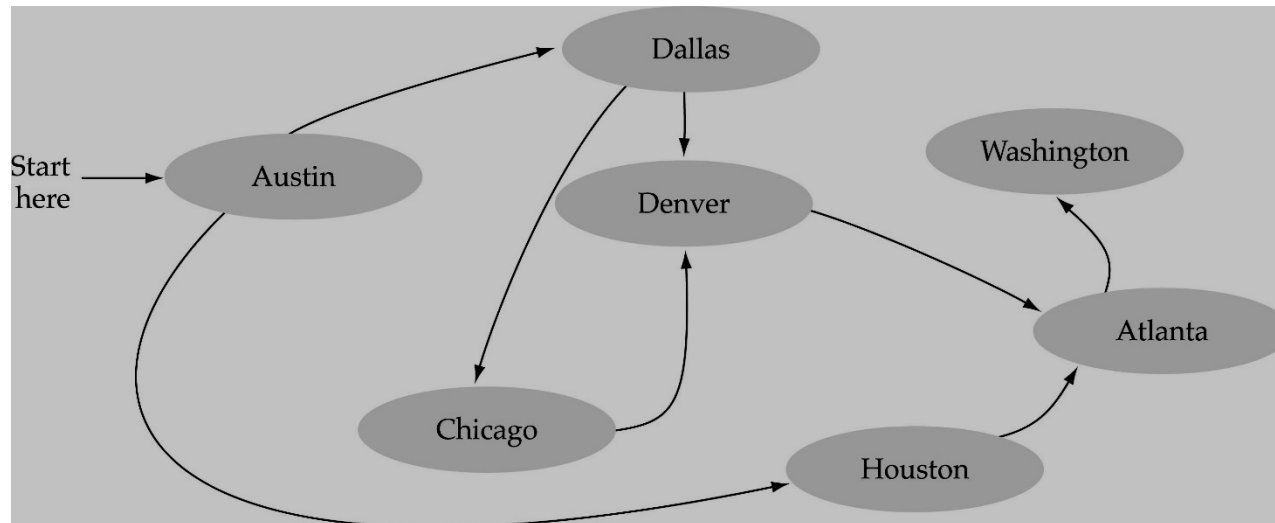 Dallas
Washington
Start
here
Austin
Denver
Atlanta
Chicago
Houston